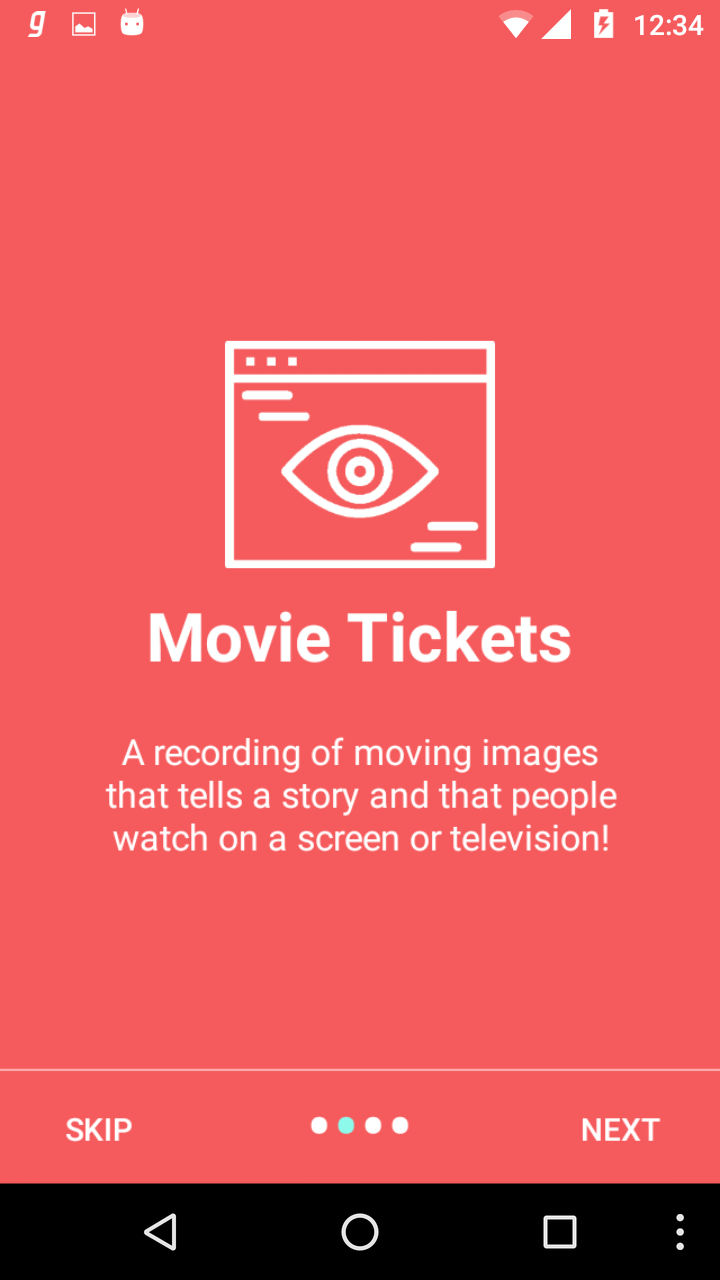 g 12:34
Movie Tickets
A recording of moving images
that tells a story and that people
watch on a screen or television!
SKIP NEXT